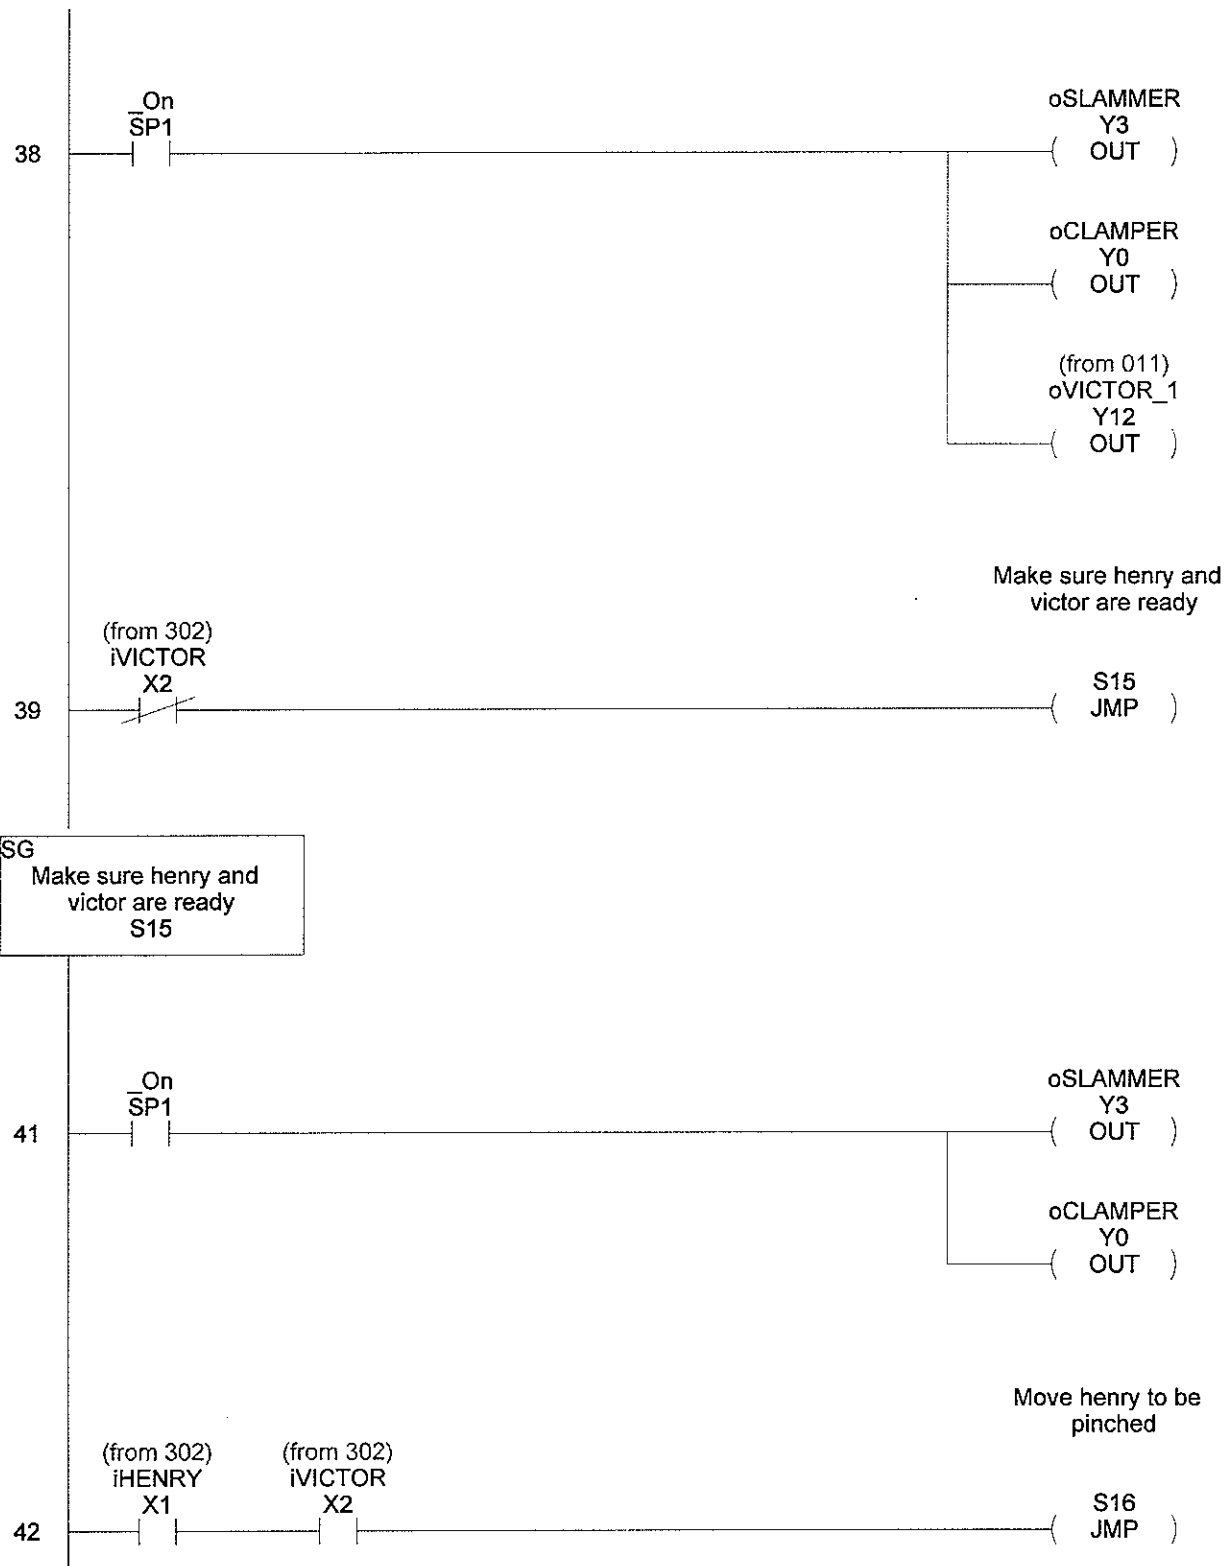 _On
SP1
38
oSLAMMER
Y3
( OUT )
oCLAMPER
Y0
( OUT )
(from 011)
oVICTOR_1
Y12
( OUT )
Make sure henry and
victor are ready
(from 302)
iVICTOR
X2
39
S15
( JMP )
SG
Make sure henry and
victor are ready
S15
_On
SP1
41
oSLAMMER
Y3
( OUT )
oCLAMPER
Y0
( OUT )
Move henry to be
pinched
(from 302) (from 302)
iHENRY iVICTOR
X1 X2
42
S16
( JMP )